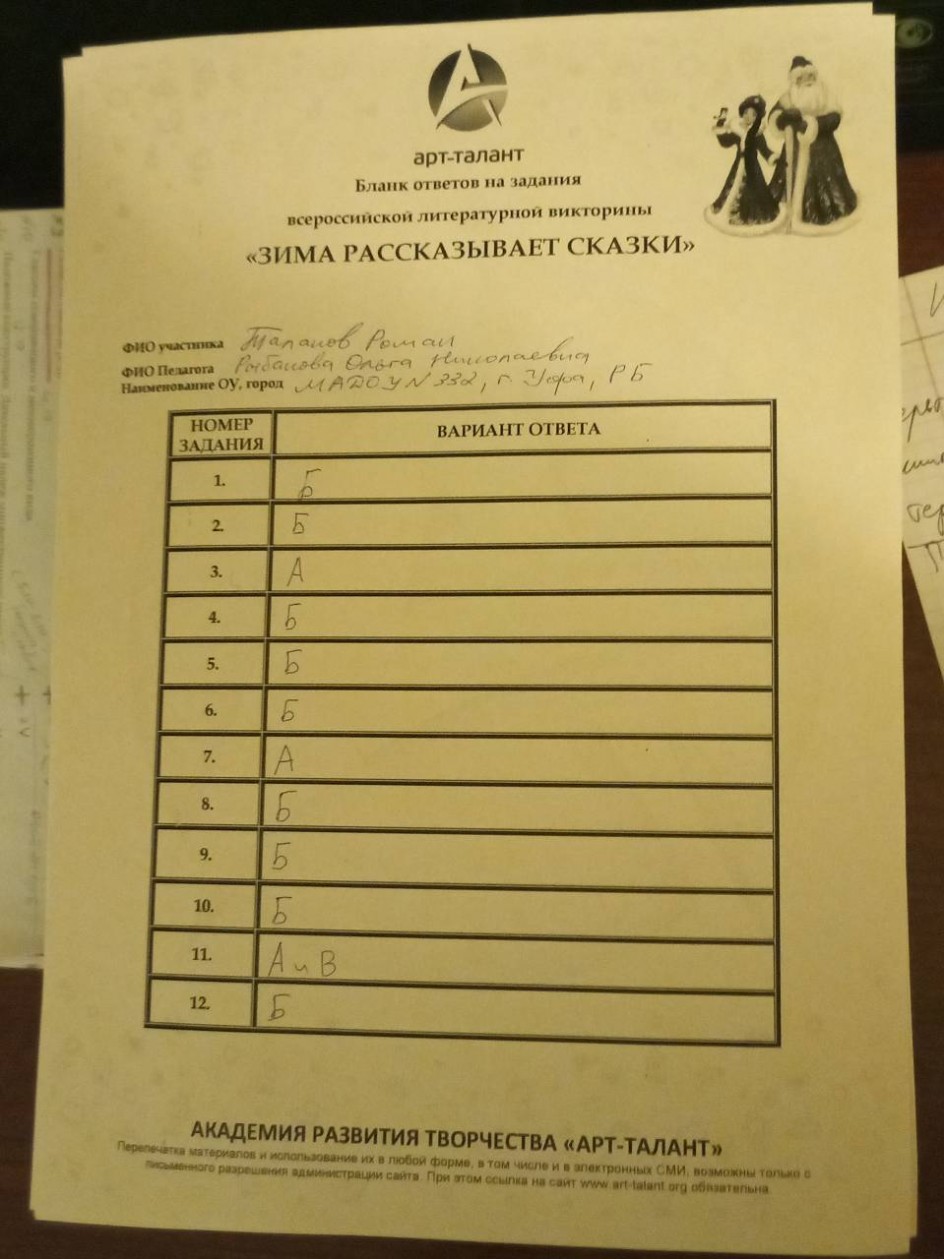 арт-талант
Бланк ответов на задания
всероссийской литературной викторины
«ЗИМА РАССКАЗЫВАЕТ СКАЗКИ»
ФИО участника Талапов Роман
ФИО Педагога Рыбакова Ольга Николаевна
Наименование ОУ, город МАДОУ N 332, г. Уфа, РБ
НОМЕР ЗАДАНИЯ ВАРИАНТ ОТВЕТА
1. Б
2. Б
3. А
4. Б
5. Б
6. Б
7. А
8. Б
9. Б
10. Б
11. А и В
12. Б
АКАДЕМИЯ РАЗВИТИЯ ТВОРЧЕСТВА «АРТ-ТАЛАНТ»
Перепечатка материалов и использование их в любой форме, в том числе и в электронных СМИ, возможны только с
письменного разрешения администрации сайта. При этом ссылка на сайт www.art-talant.org обязательна